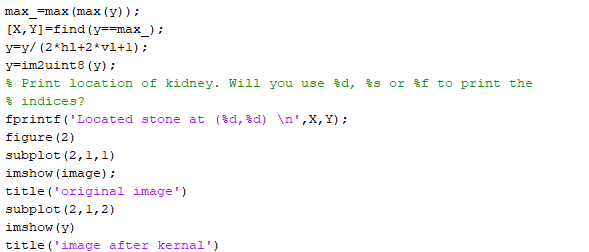 max_=max(max(y));
[X,Y]=find(y==max_);
y=y/(2*hl+2*vl+1);
y=im2uint8(y);
% Print location of kidney. Will you use %d, %s or %f to print the
% indices?
fprintf('Located stone at (%d,%d) \n',X,Y);
figure(2)
subplot(2,1,1)
imshow(image);
title('original image')
subplot(2,1,2)
imshow(y)
title('image after kernal')